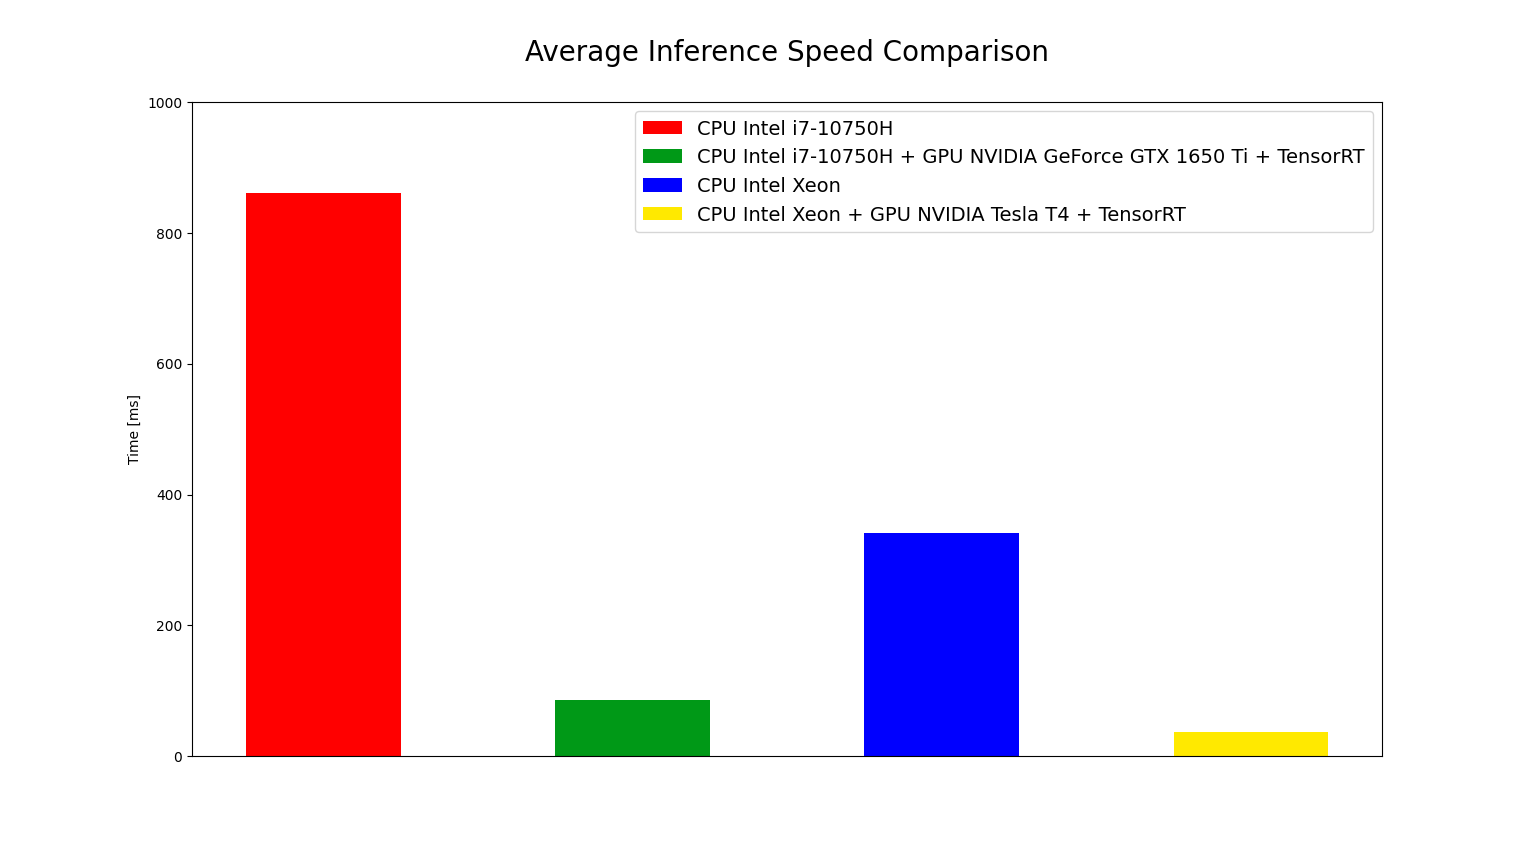 Average Inference Speed Comparison
1000
800
600
400
200
0
Time [ms]
CPU Intel i7-10750H
CPU Intel i7-10750H + GPU NVIDIA GeForce GTX 1650 Ti + TensorRT
CPU Intel Xeon
CPU Intel Xeon + GPU NVIDIA Tesla T4 + TensorRT